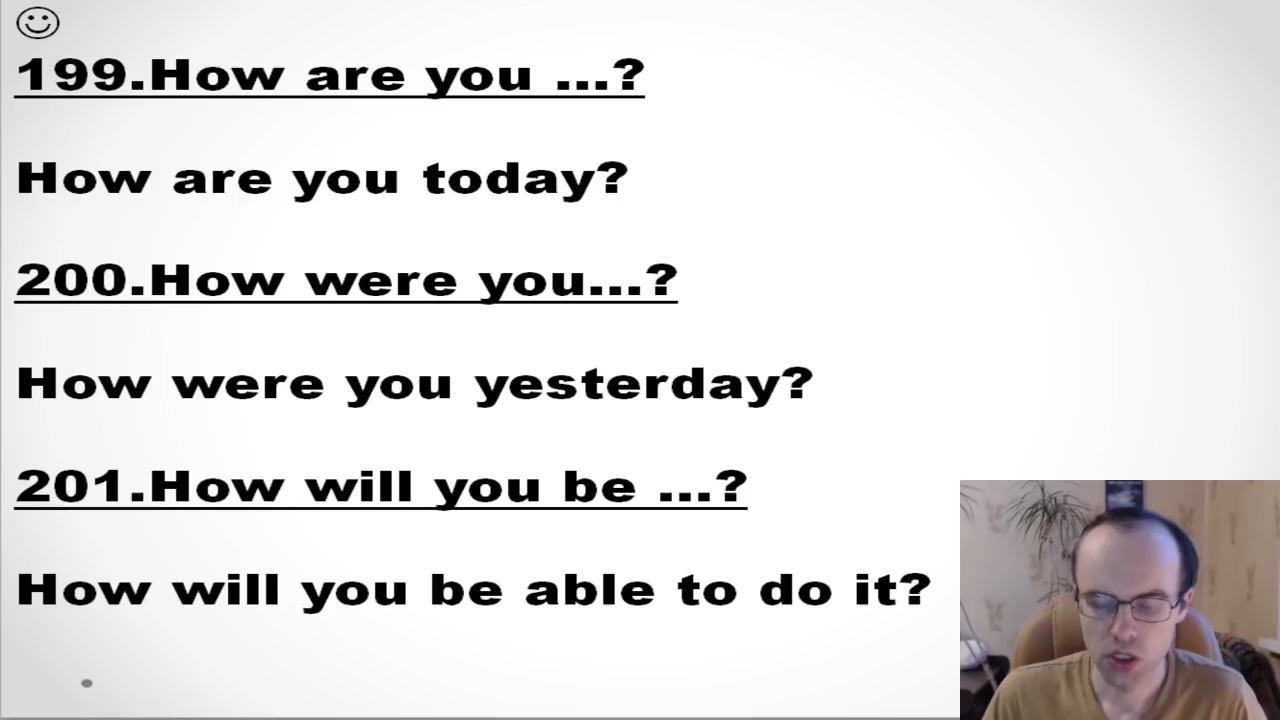 199.How are you ...?
How are you today?
200.How were you...?
How were you yesterday?
201.How will you be ...?
How will you be able to do it?